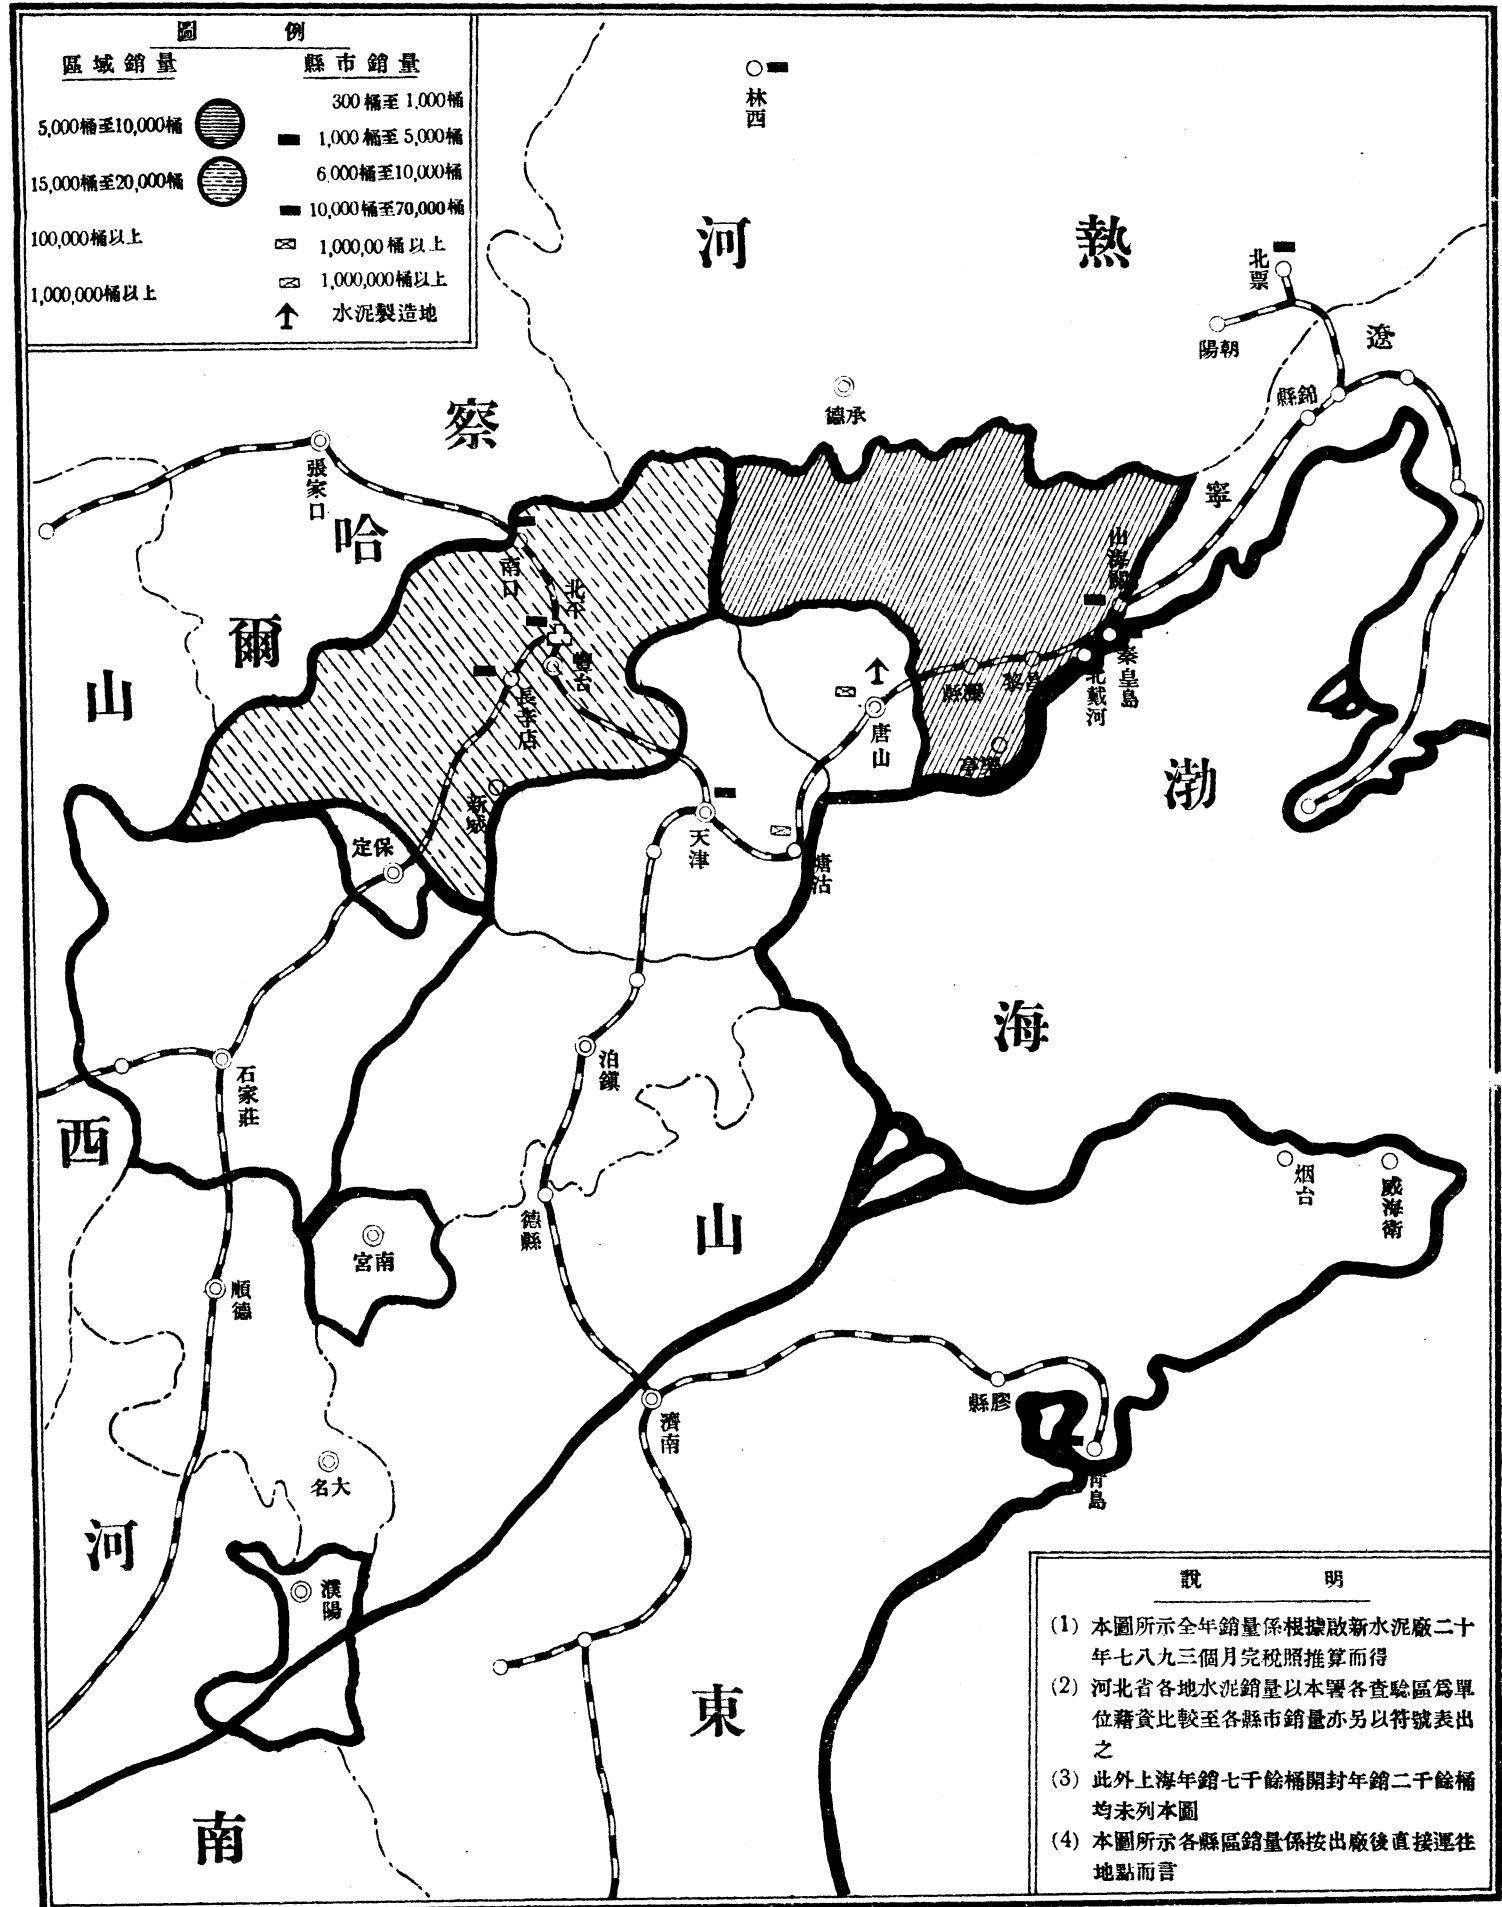 圖例
區域銷量
5,000桶至10,000桶
15,000桶至20,000桶
100,000桶以上
1,000,000桶以上
縣市銷量
300桶至1,000桶
1,000桶至5,000桶
6,000桶至10,000桶
10,000桶至70,000桶
1,000,00桶以上
1,000,000桶以上
水泥製造地
林西
熱
河
北票
朝陽
遼
錦縣
承德
察
張家口
哈
寧
山海關
南口
北平
爾
豐台
秦皇島
山
黎昌
灤縣
北戴河
長辛店
唐山
樂亭
渤
新城
天津
保定
塘沽
海
泊鎮
石家莊
西
烟台
威海衛
德縣
山
南宮
順德
膠縣
濟南
大名
青島
河
濮陽
東
南
說明
(1) 本圖所示全年銷量係根據啟新水泥廠二十
年七八九三個月完稅照推算而得
(2) 河北省各地水泥銷量以本署各查驗區爲單
位藉資比較至各縣市銷量亦另以符號表出
之
(3) 此外上海年銷七千餘桶開封年銷二千餘桶
均未列本圖
(4) 本圖所示各縣區銷量係按出廠後直接運往
地點而言